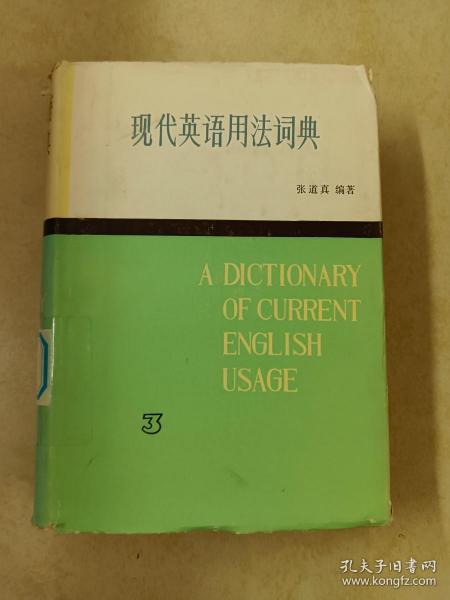 现代英语用法词典
张道真 编著
A DICTIONARY
OF CURRENT
ENGLISH
USAGE
3
孔夫子旧书网
www.kongfz.com